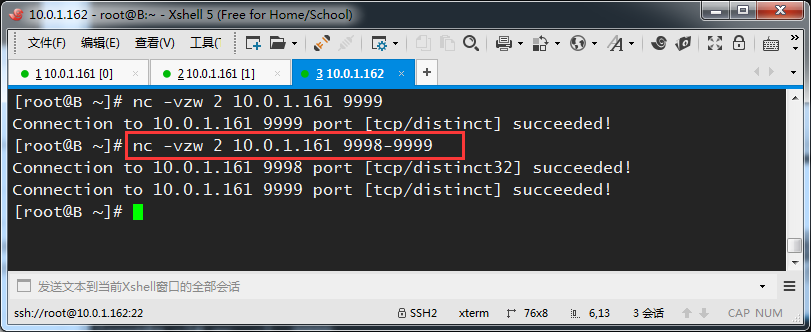 10.0.1.162 - root@B:~ - Xshell 5 (Free for Home/School)
文件(F) 编辑(E) 查看(V) 工具(
1 10.0.1.161 [0] × 2 10.0.1.161 [1] × 3 10.0.1.162 × +
[root@B ~]# nc -vzw 2 10.0.1.161 9999
Connection to 10.0.1.161 9999 port [tcp/distinct] succeeded!
[root@B ~]# nc -vzw 2 10.0.1.161 9998-9999
Connection to 10.0.1.161 9998 port [tcp/distinct32] succeeded!
Connection to 10.0.1.161 9999 port [tcp/distinct] succeeded!
[root@B ~]#
发送文本到当前Xshell窗口的全部会话
ssh://root@10.0.1.162:22 SSH2 xterm 76x8 6,13 3 会话 CAP NUM